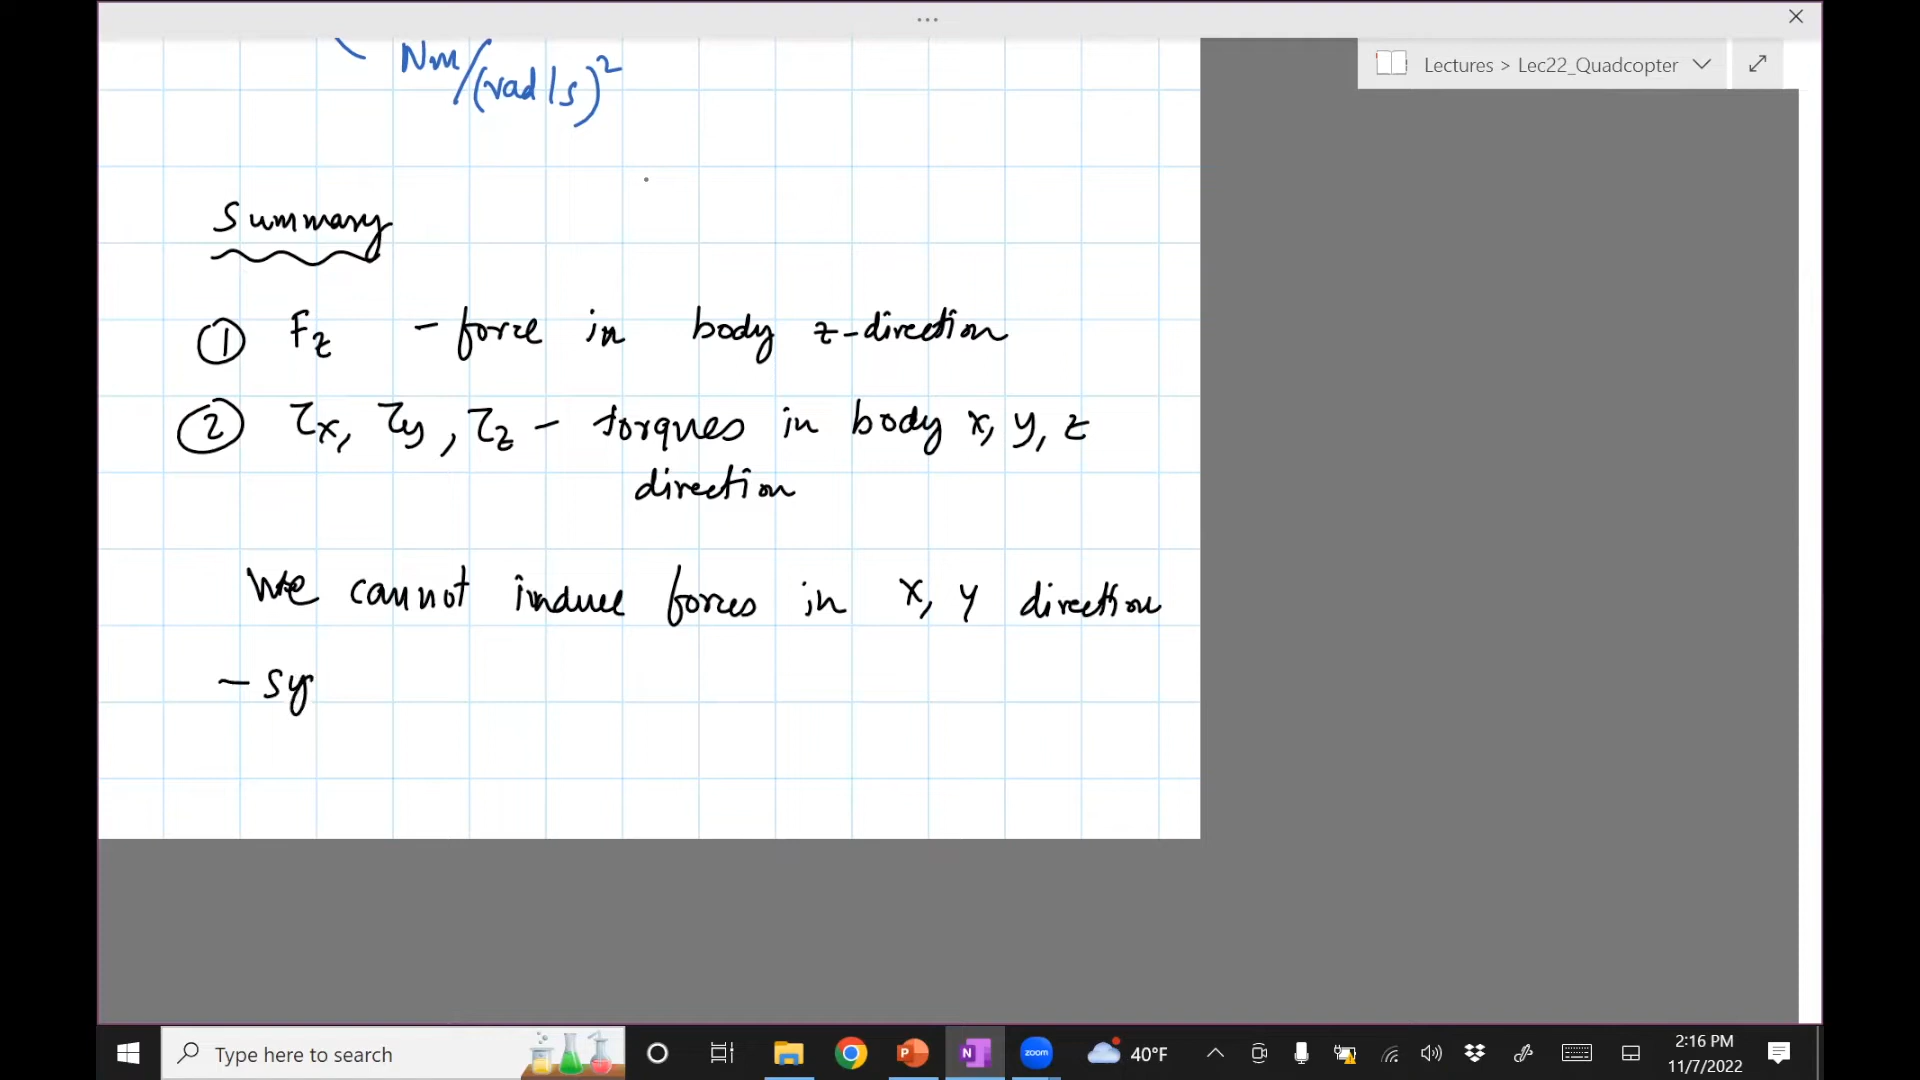 ...
Lectures > Lec22_Quadcopter
Nm/(rad/s)²
Summary
① Fz - force in body z-direction
② τx, τy, τz - torques in body x, y, z
direction
We cannot induce forces in x, y direction
- sy
Type here to search
zoom
40°F
2:16 PM
11/7/2022